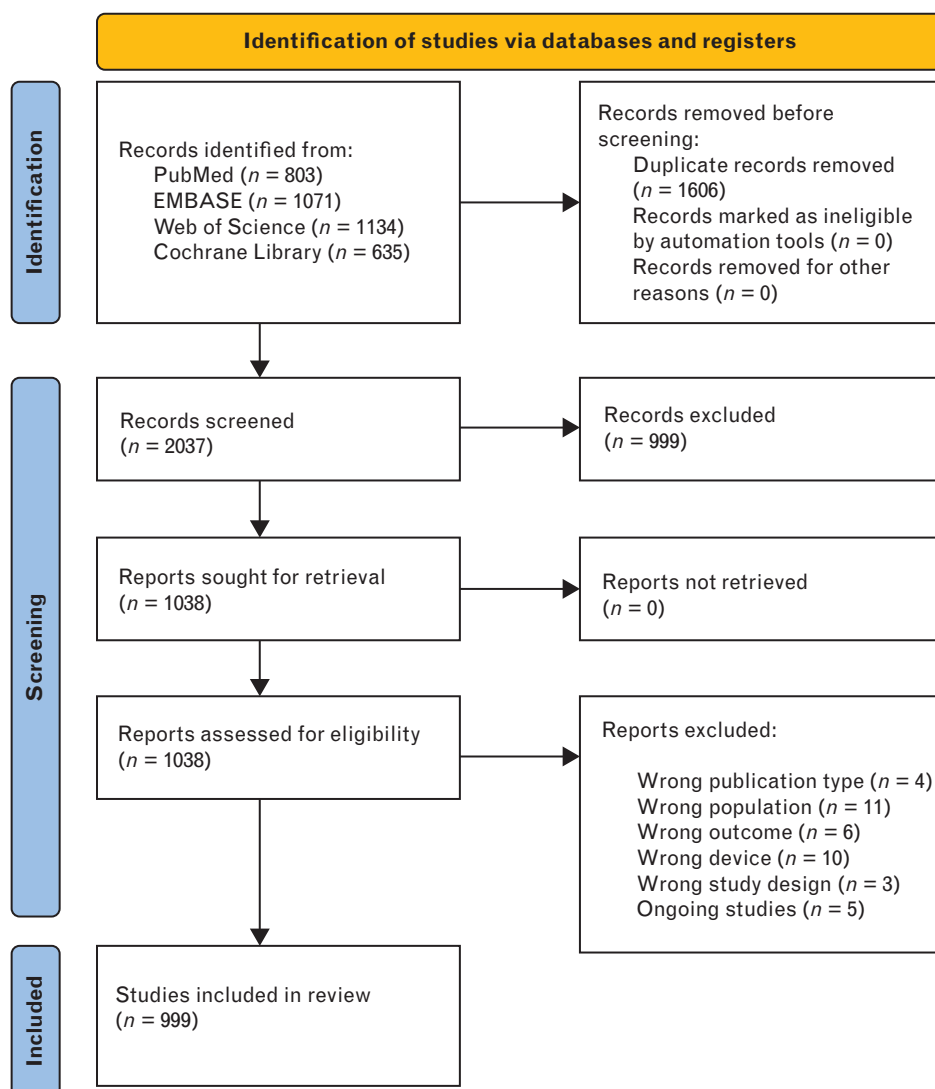 Identification of studies via databases and registers
Identification
Records identified from:
PubMed (n = 803)
EMBASE (n = 1071)
Web of Science (n = 1134)
Cochrane Library (n = 635)
Records removed before
screening:
Duplicate records removed
(n = 1606)
Records marked as ineligible
by automation tools (n = 0)
Records removed for other
reasons (n = 0)
Screening
Records screened
(n = 2037)
Records excluded
(n = 999)
Reports sought for retrieval
(n = 1038)
Reports not retrieved
(n = 0)
Reports assessed for eligibility
(n = 1038)
Reports excluded:
Wrong publication type (n = 4)
Wrong population (n = 11)
Wrong outcome (n = 6)
Wrong device (n = 10)
Wrong study design (n = 3)
Ongoing studies (n = 5)
Included
Studies included in review
(n = 999)